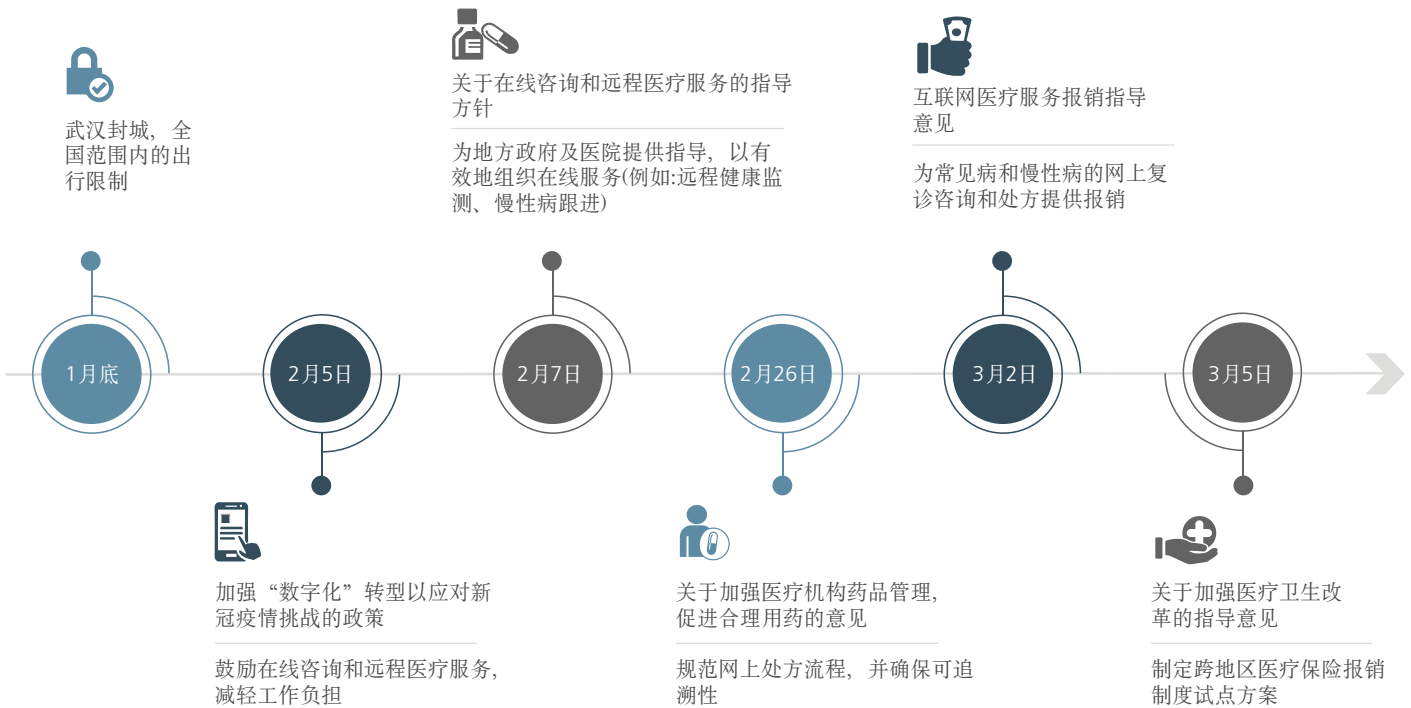 武汉封城，全
国范围内的出
行限制
关于在线咨询和远程医疗服务的指导
方针
为地方政府及医院提供指导，以有
效地组织在线服务(例如:远程健康监
测、慢性病跟进)
互联网医疗服务报销指导
意见
为常见病和慢性病的网上复
诊咨询和处方提供报销
1月底
2月5日
2月7日
2月26日
3月2日
3月5日
加强“数字化”转型以应对新
冠疫情挑战的政策
鼓励在线咨询和远程医疗服务，
减轻工作负担
关于加强医疗机构药品管理，
促进合理用药的意见
规范网上处方流程，并确保可追
溯性
关于加强医疗卫生改
革的指导意见
制定跨地区医疗保险报销
制度试点方案